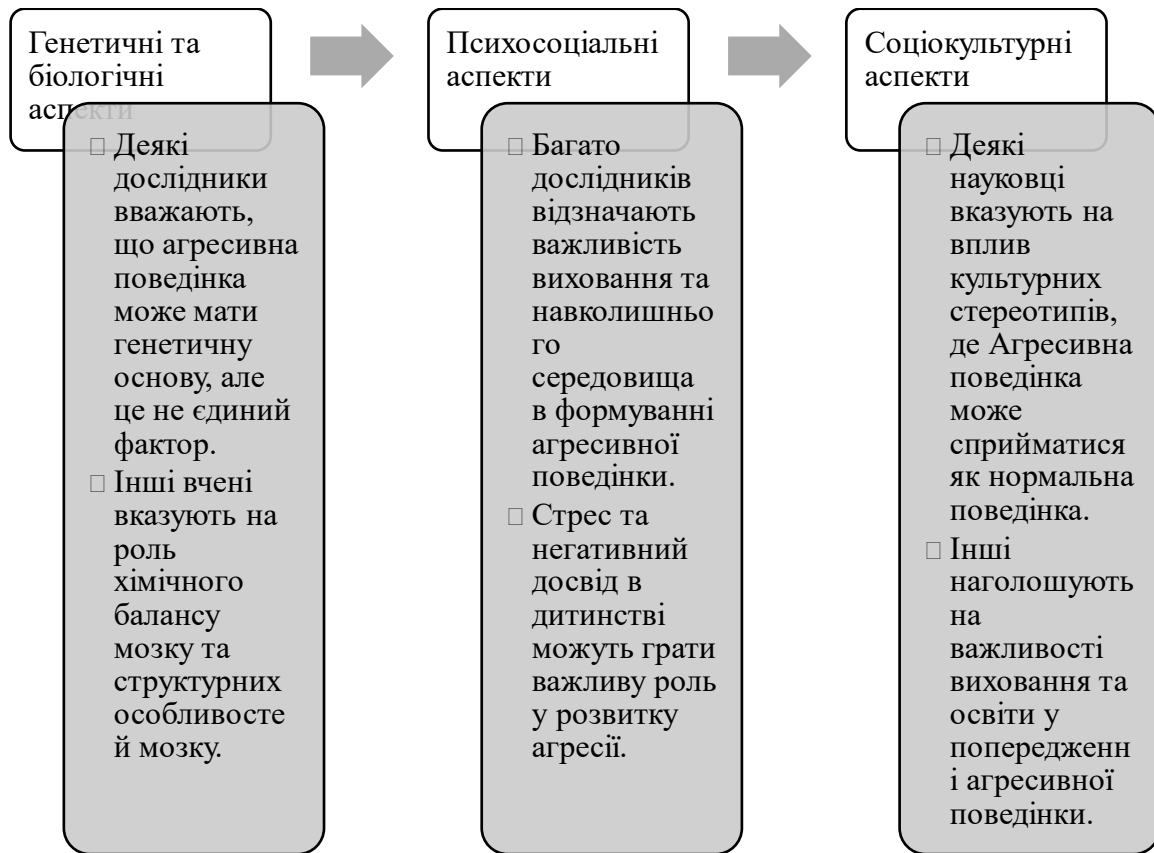 Генетичні та
біологічні
аспекти
□ Деякі
дослідники
вважають,
що агресивна
поведінка
може мати
генетичну
основу, але
це не єдиний
фактор.
□ Інші вчені
вказують на
роль
хімічного
балансу
мозку та
структурних
особливосте
й мозку.
Психосоціальні
аспекти
□ Багато
дослідників
відзначають
важливість
виховання та
навколишньо
го
середовища
в формуванні
агресивної
поведінки.
□ Стрес та
негативний
досвід в
дитинстві
можуть грати
важливу роль
у розвитку
агресії.
Соціокультурні
аспекти
□ Деякі
науковці
вказують на
вплив
культурних
стереотипів,
де Агресивна
поведінка
може
сприйматися
як нормальна
поведінка.
□ Інші
наголошують
на
важливості
виховання та
освіти у
попередженн
і агресивної
поведінки.